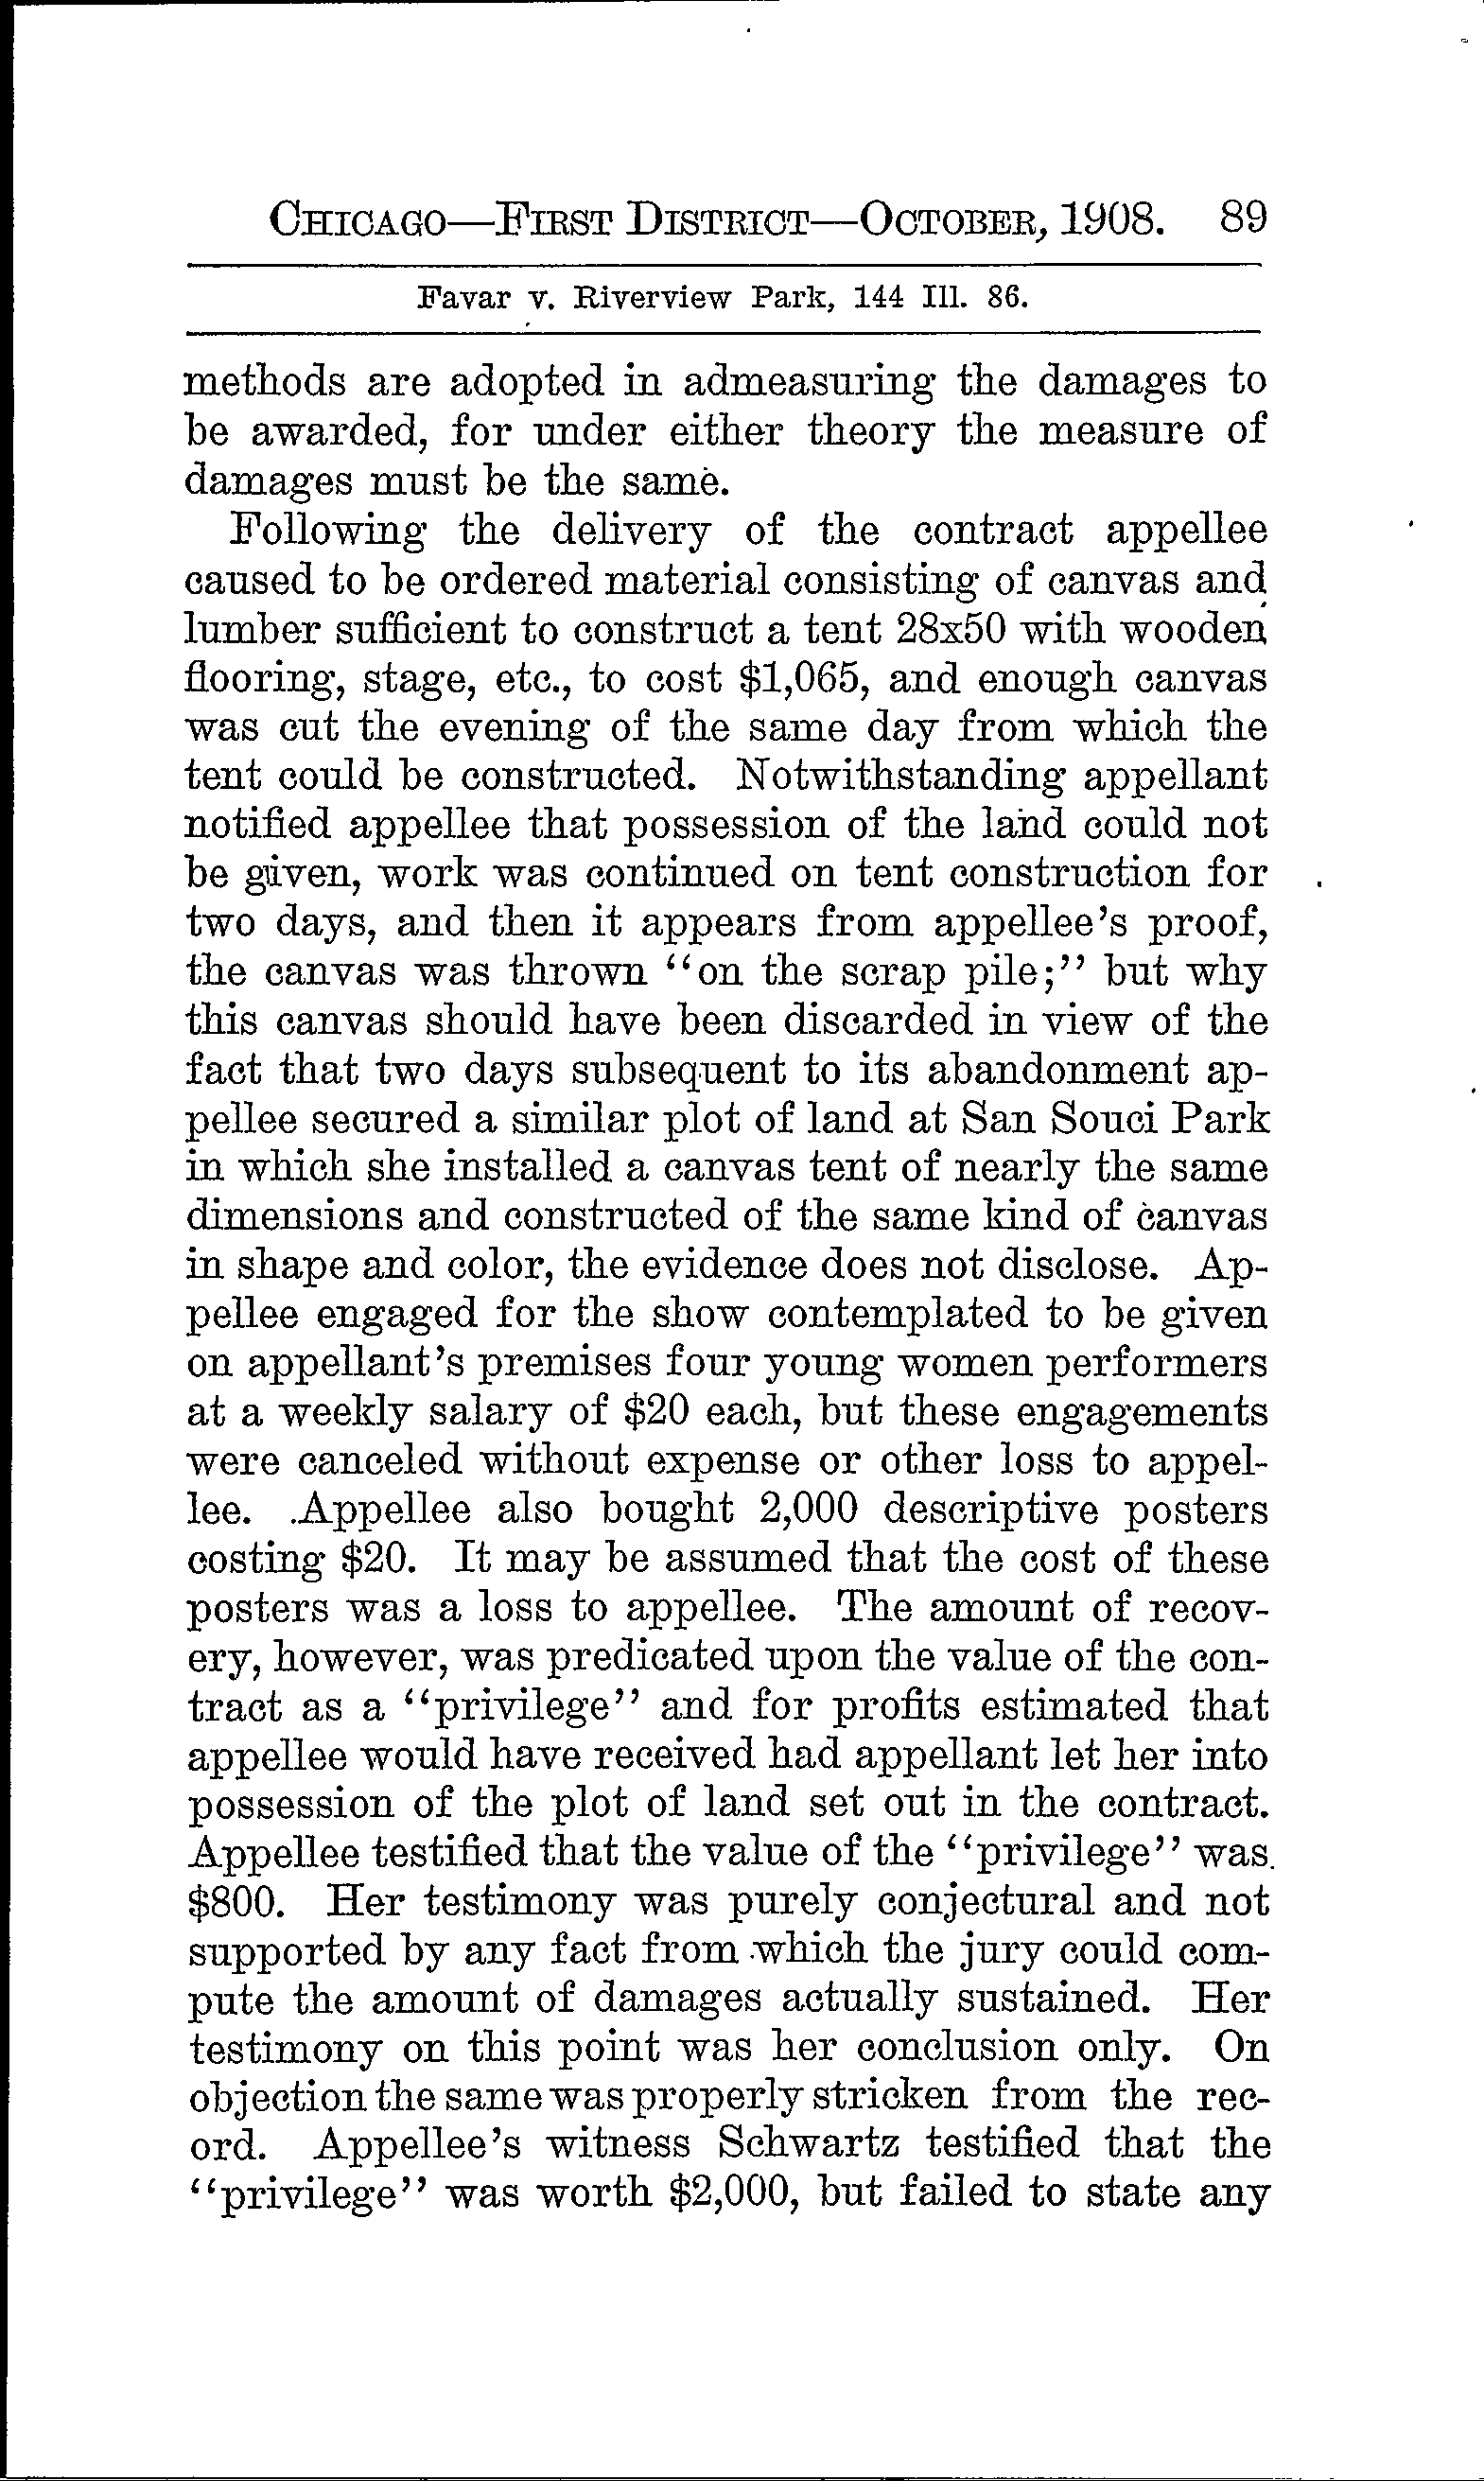 CHICAGO—FIRST DISTRICT—OCTOBER, 1908. 89
Favar v. Riverview Park, 144 Ill. 86.
methods are adopted in admeasuring the damages to
be awarded, for under either theory the measure of
damages must be the same.
Following the delivery of the contract appellee
caused to be ordered material consisting of canvas and
lumber sufficient to construct a tent 28x50 with wooden
flooring, stage, etc., to cost $1,065, and enough canvas
was cut the evening of the same day from which the
tent could be constructed. Notwithstanding appellant
notified appellee that possession of the land could not
be given, work was continued on tent construction for
two days, and then it appears from appellee's proof,
the canvas was thrown "on the scrap pile;" but why
this canvas should have been discarded in view of the
fact that two days subsequent to its abandonment ap-
pellee secured a similar plot of land at San Souci Park
in which she installed a canvas tent of nearly the same
dimensions and constructed of the same kind of canvas
in shape and color, the evidence does not disclose. Ap-
pellee engaged for the show contemplated to be given
on appellant's premises four young women performers
at a weekly salary of $20 each, but these engagements
were canceled without expense or other loss to appel-
lee. Appellee also bought 2,000 descriptive posters
costing $20. It may be assumed that the cost of these
posters was a loss to appellee. The amount of recov-
ery, however, was predicated upon the value of the con-
tract as a "privilege" and for profits estimated that
appellee would have received had appellant let her into
possession of the plot of land set out in the contract.
Appellee testified that the value of the "privilege" was
$800. Her testimony was purely conjectural and not
supported by any fact from which the jury could com-
pute the amount of damages actually sustained. Her
testimony on this point was her conclusion only. On
objection the same was properly stricken from the rec-
ord. Appellee's witness Schwartz testified that the
"privilege" was worth $2,000, but failed to state any